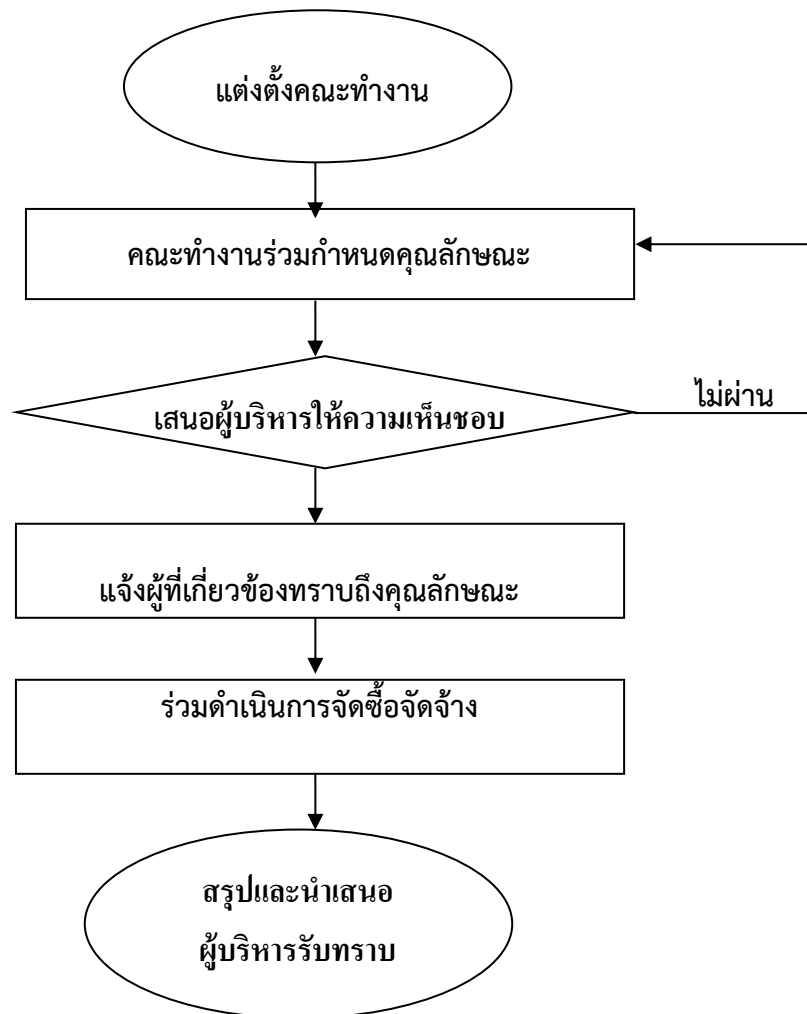 แต่งตั้งคณะทำงาน
คณะทำงานร่วมกำหนดคุณลักษณะ
เสนอผู้บริหารให้ความเห็นชอบ
ไม่ผ่าน
แจ้งผู้ที่เกี่ยวข้องทราบถึงคุณลักษณะ
ร่วมดำเนินการจัดซื้อจัดจ้าง
สรุปและนำเสนอ
ผู้บริหารรับทราบ